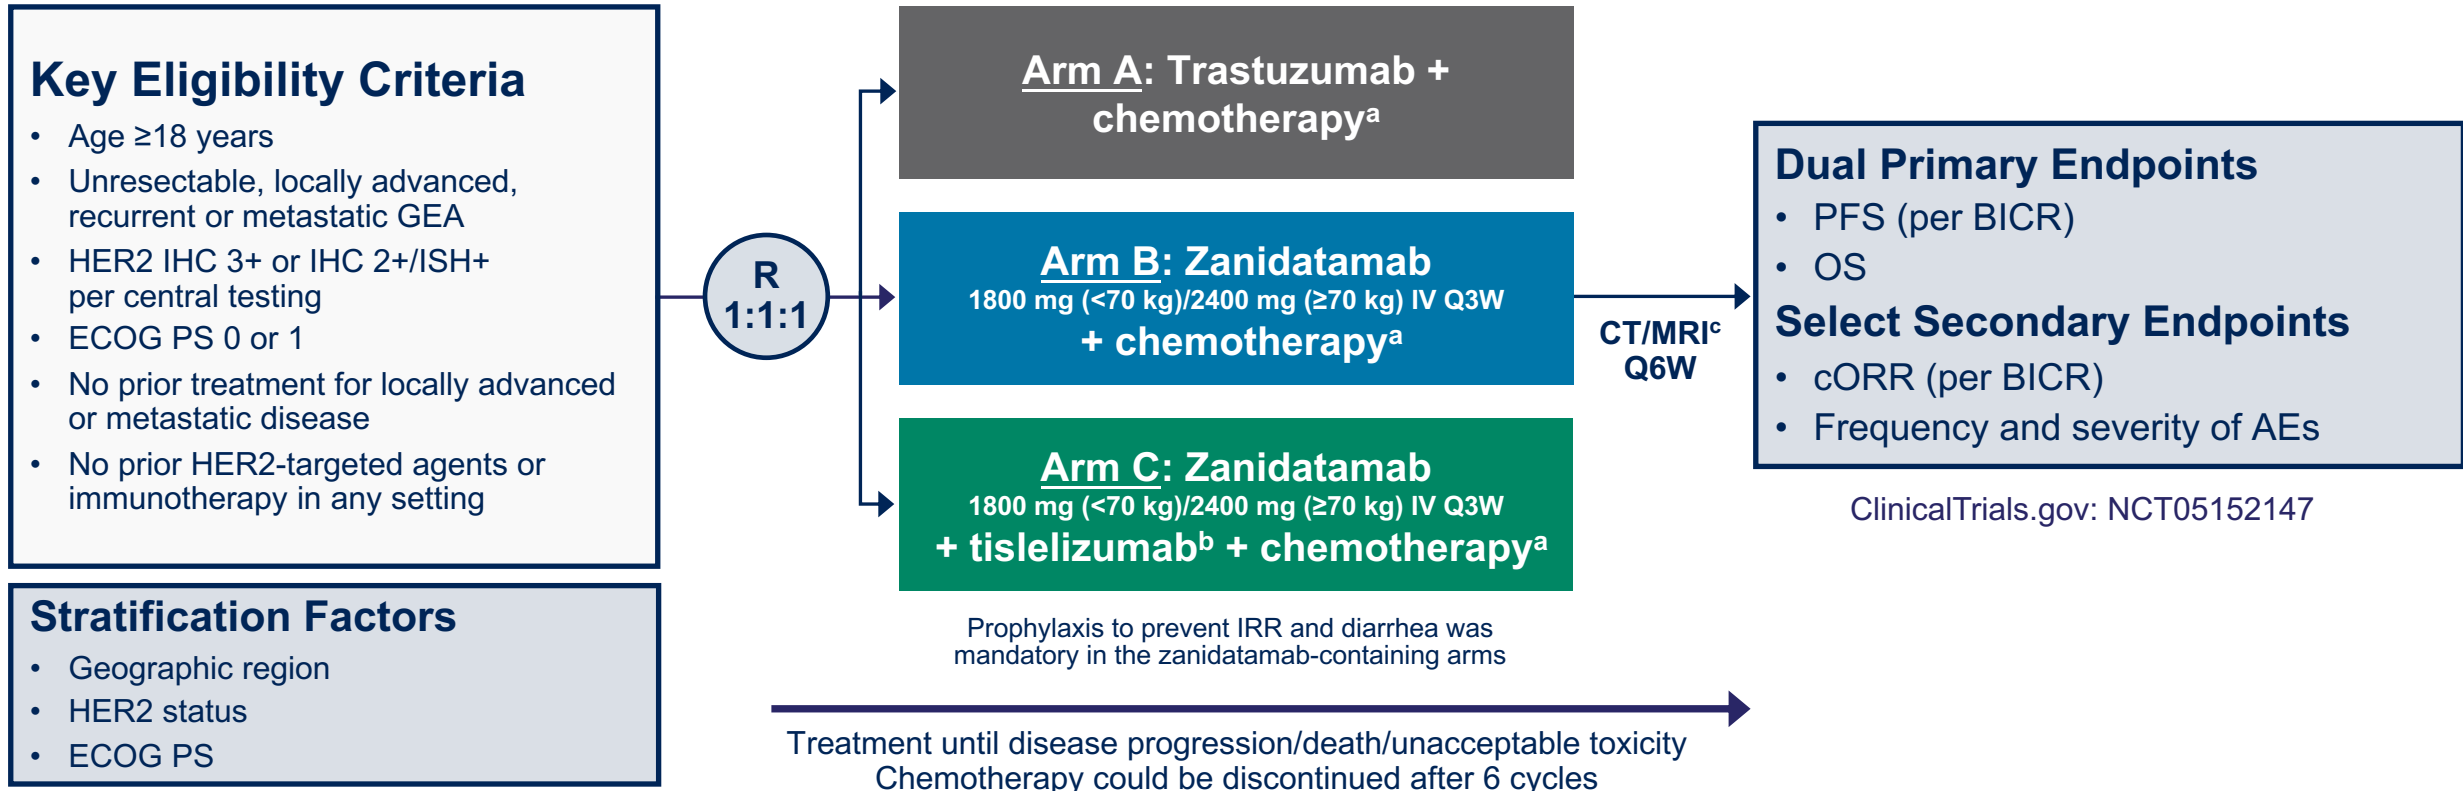 Key Eligibility Criteria
• Age ≥18 years
• Unresectable, locally advanced,
recurrent or metastatic GEA
• HER2 IHC 3+ or IHC 2+/ISH+
per central testing
• ECOG PS 0 or 1
• No prior treatment for locally advanced
or metastatic disease
• No prior HER2-targeted agents or
immunotherapy in any setting
Stratification Factors
• Geographic region
• HER2 status
• ECOG PS
R
1:1:1
Arm A: Trastuzumab +
chemotherapyᵃ
Arm B: Zanidatamab
1800 mg (<70 kg)/2400 mg (≥70 kg) IV Q3W
+ chemotherapyᵃ
Arm C: Zanidatamab
1800 mg (<70 kg)/2400 mg (≥70 kg) IV Q3W
+ tislelizumabᵇ + chemotherapyᵃ
Prophylaxis to prevent IRR and diarrhea was
mandatory in the zanidatamab-containing arms
Treatment until disease progression/death/unacceptable toxicity
Chemotherapy could be discontinued after 6 cycles
CT/MRIᶜ
Q6W
Dual Primary Endpoints
• PFS (per BICR)
• OS
Select Secondary Endpoints
• cORR (per BICR)
• Frequency and severity of AEs
ClinicalTrials.gov: NCT05152147